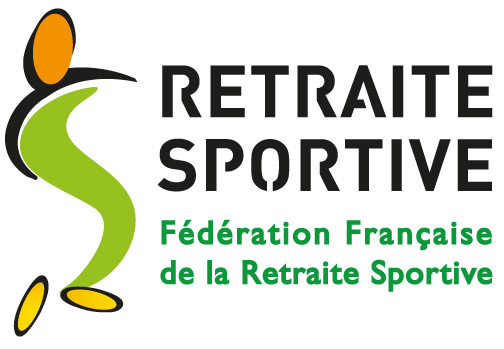 RETRAITE
SPORTIVE
Fédération Française
de la Retraite Sportive